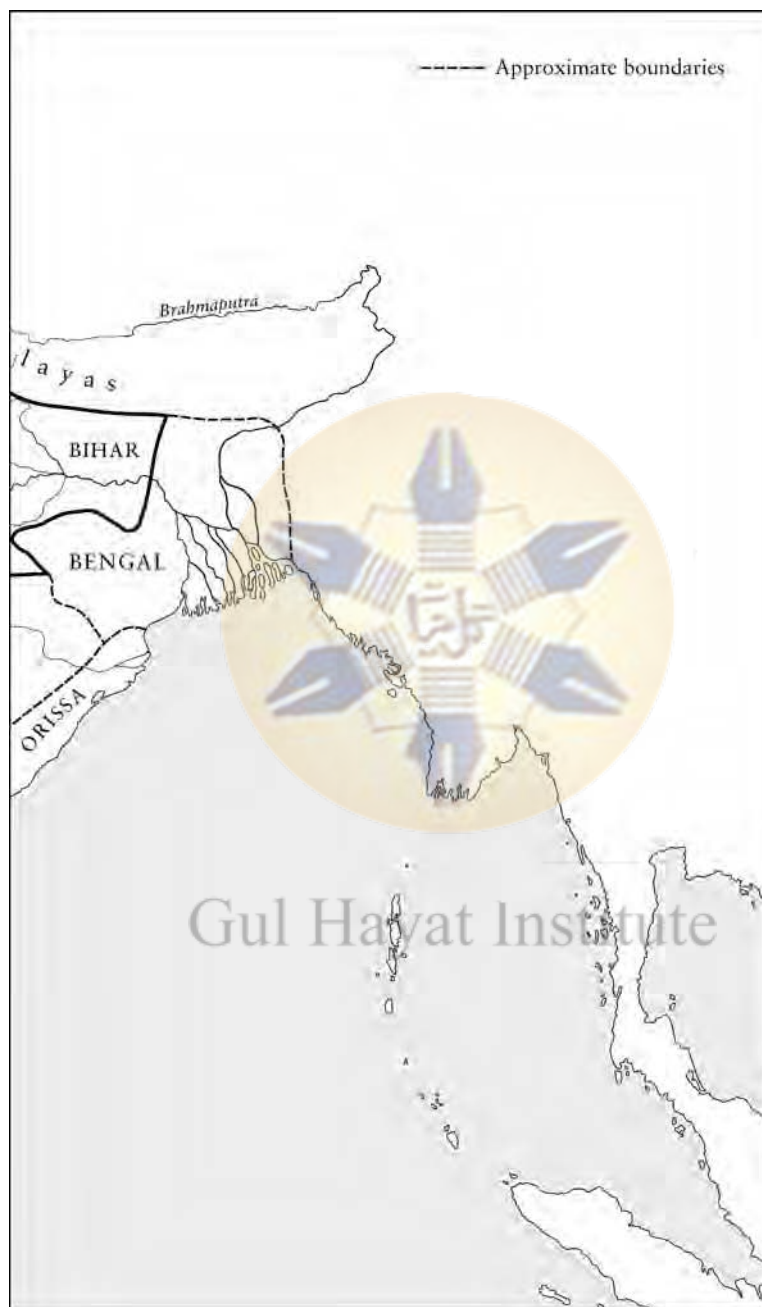 Approximate boundaries
Brahmaputra
layas
BIHAR
BENGAL
ORISSA
Gul Hayat Institute